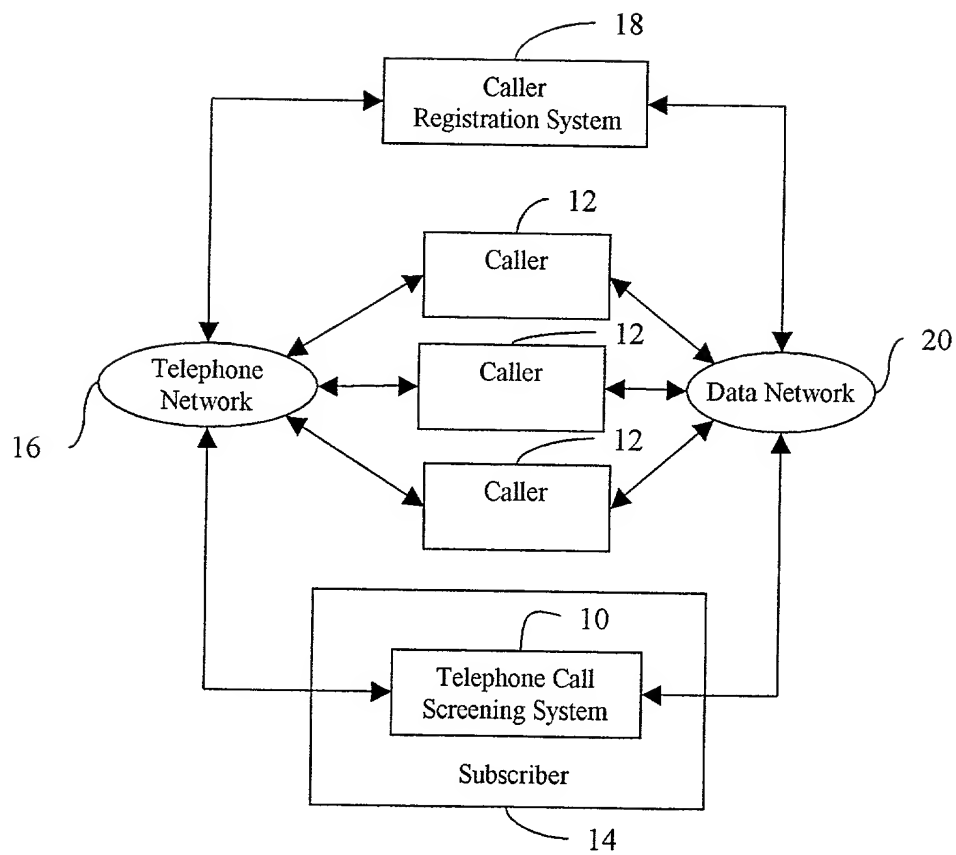 18
Caller
Registration System
12
Caller
12
Telephone
Network
Caller
Data Network
20
16
12
Caller
10
Telephone Call
Screening System
Subscriber
14